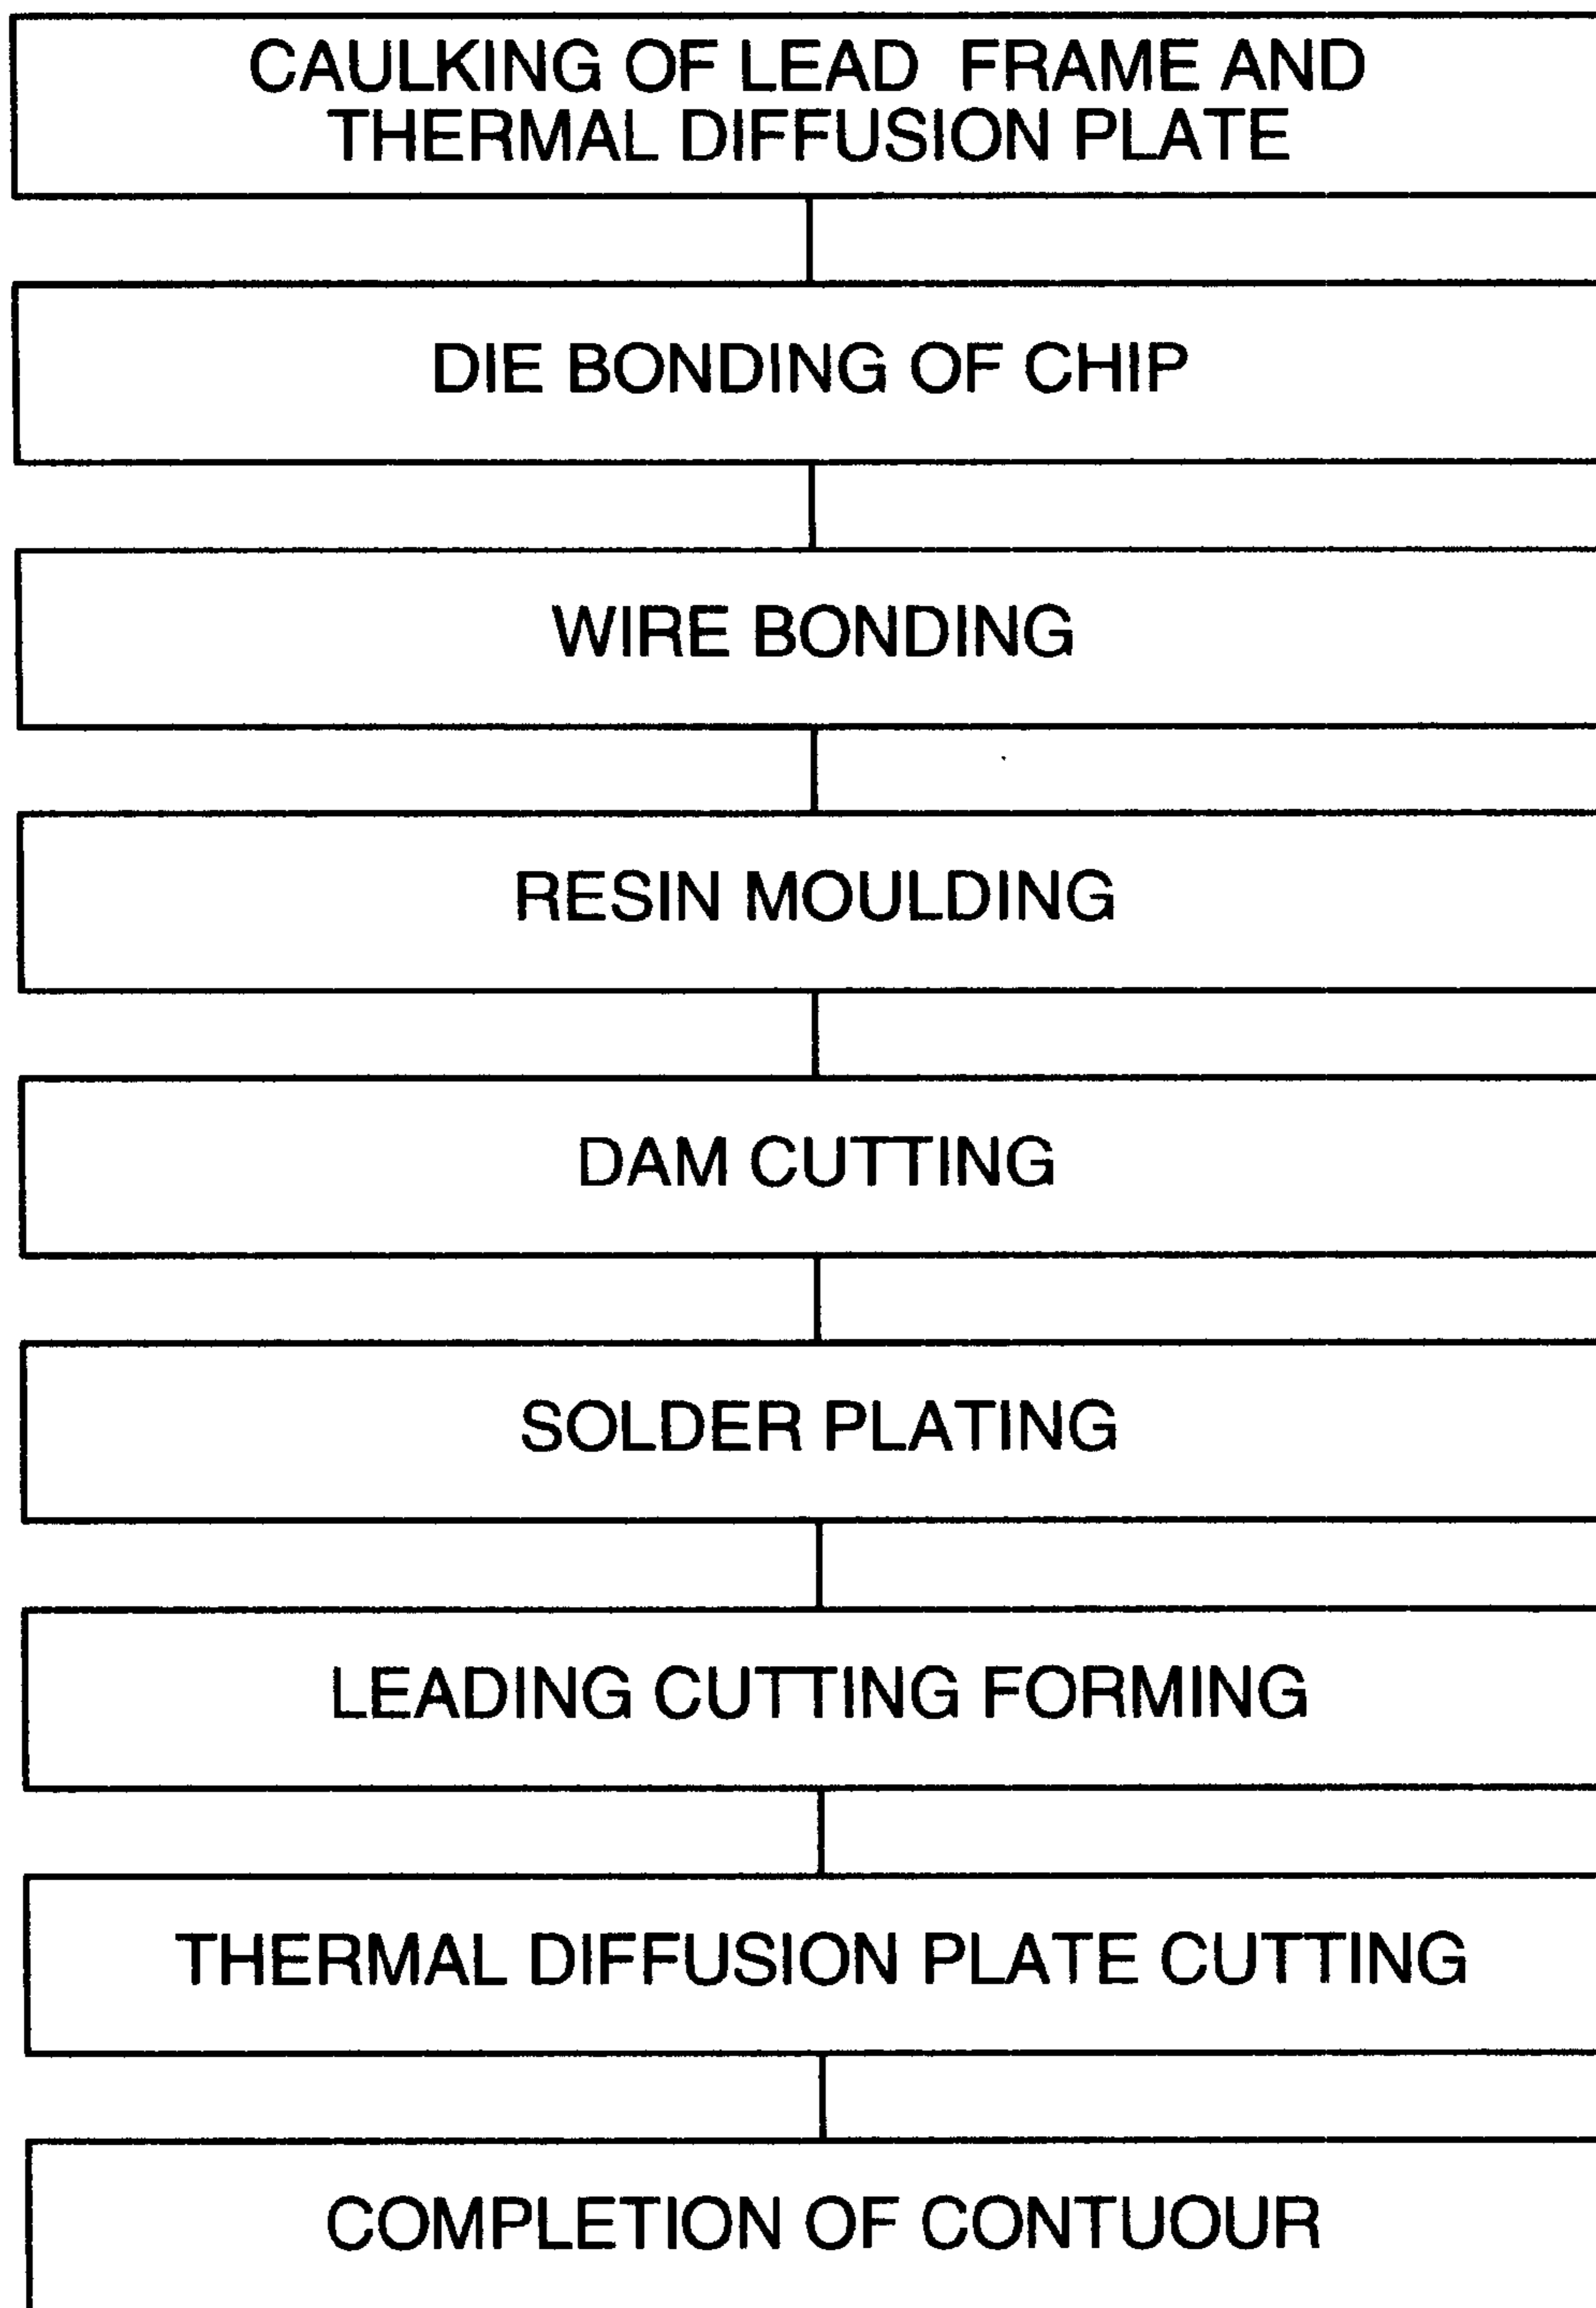 CAULKING OF LEAD FRAME AND
THERMAL DIFFUSION PLATE
DIE BONDING OF CHIP
WIRE BONDING
RESIN MOULDING
DAM CUTTING
SOLDER PLATING
LEADING CUTTING FORMING
THERMAL DIFFUSION PLATE CUTTING
COMPLETION OF CONTUOUR